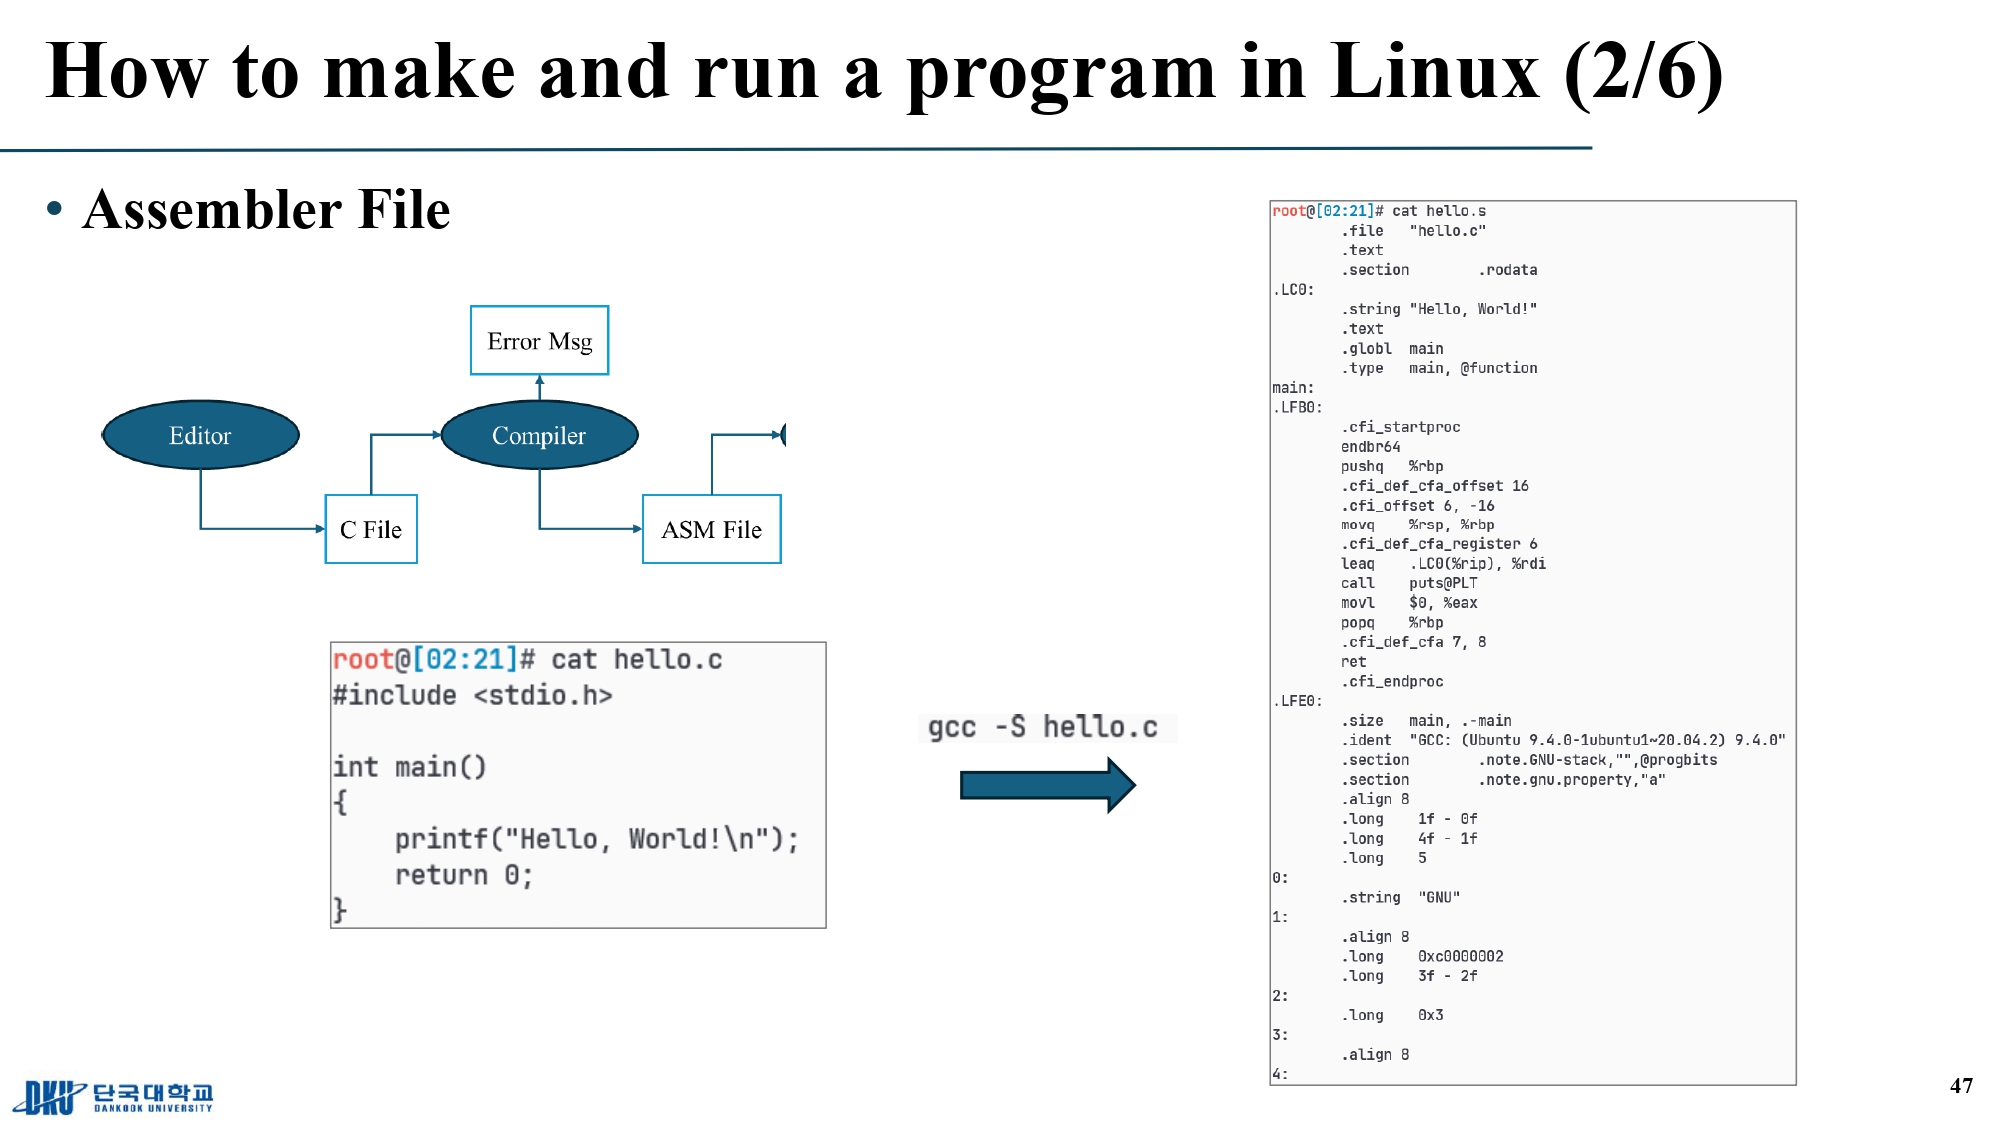 How to make and run a program in Linux (2/6)
• Assembler File
Error Msg
Editor
Compiler
C File
ASM File
root@[02:21]# cat hello.c
#include <stdio.h>
int main()
{
    printf("Hello, World!\n");
    return 0;
}
gcc -S hello.c
root@[02:21]# cat hello.s
        .file   "hello.c"
        .text
        .section        .rodata
.LC0:
        .string "Hello, World!"
        .text
        .globl  main
        .type   main, @function
main:
.LFB0:
        .cfi_startproc
        endbr64
        pushq   %rbp
        .cfi_def_cfa_offset 16
        .cfi_offset 6, -16
        movq    %rsp, %rbp
        .cfi_def_cfa_register 6
        leaq    .LC0(%rip), %rdi
        call    puts@PLT
        movl    $0, %eax
        popq    %rbp
        .cfi_def_cfa 7, 8
        ret
        .cfi_endproc
.LFE0:
        .size   main, .-main
        .ident  "GCC: (Ubuntu 9.4.0-1ubuntu1~20.04.2) 9.4.0"
        .section        .note.GNU-stack,"",@progbits
        .section        .note.gnu.property,"a"
        .align 8
        .long    1f - 0f
        .long    4f - 1f
        .long    5
0:
        .string  "GNU"
1:
        .align 8
        .long    0xc0000002
        .long    3f - 2f
2:
        .long    0x3
3:
        .align 8
4:
DKU 단국대학교
DANKOOK UNIVERSITY
47